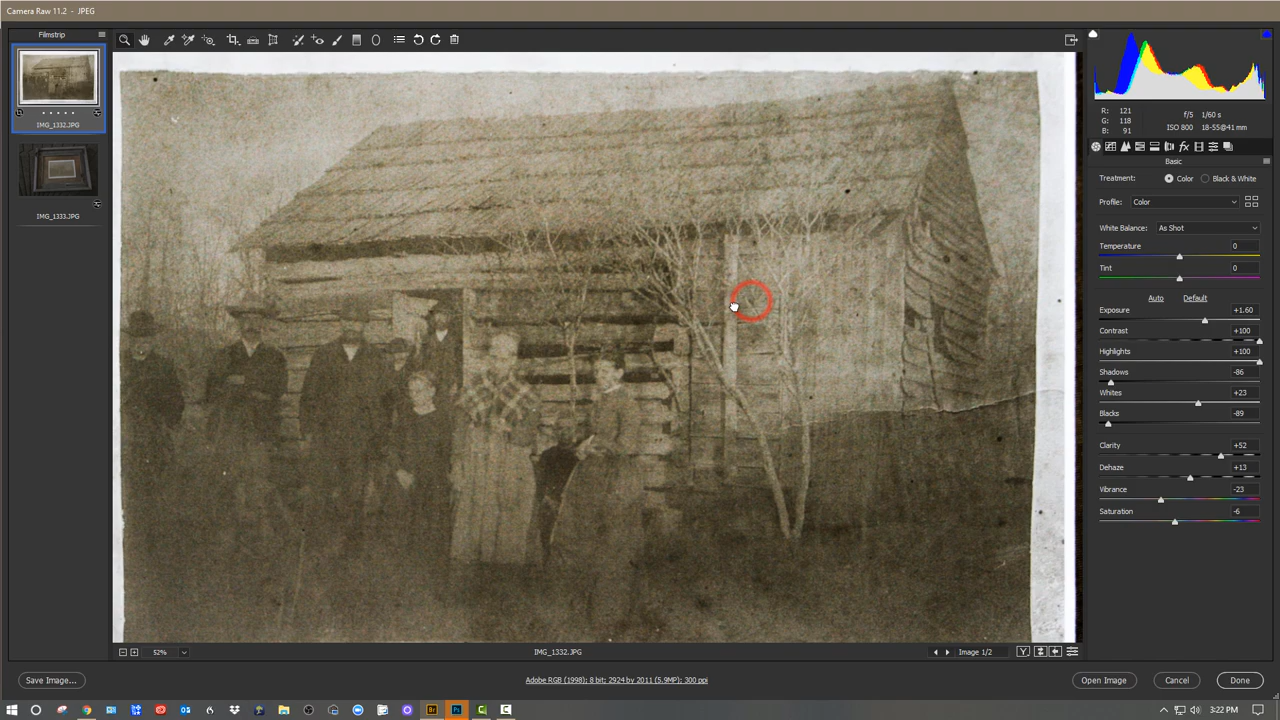 Camera Raw 11.2 - JPEG
Filmstrip
IMG_1332.JPG
IMG_1333.JPG
R: 121
G: 118
B: 91
f/5 1/60 s
ISO 800 18-55@41 mm
Basic
Treatment: Color Black & White
Profile: Color
White Balance: As Shot
Temperature 0
Tint 0
Auto Default
Exposure +1.60
Contrast +100
Highlights +100
Shadows -86
Whites +23
Blacks -89
Clarity +52
Dehaze +13
Vibrance -23
Saturation -6
52% IMG_1332.JPG Image 1/2 Y
Save Image... Adobe RGB (1998); 8 bit; 2924 by 2011 (5.9MP); 300 ppi Open Image Cancel Done
Br Ps 3:22 PM